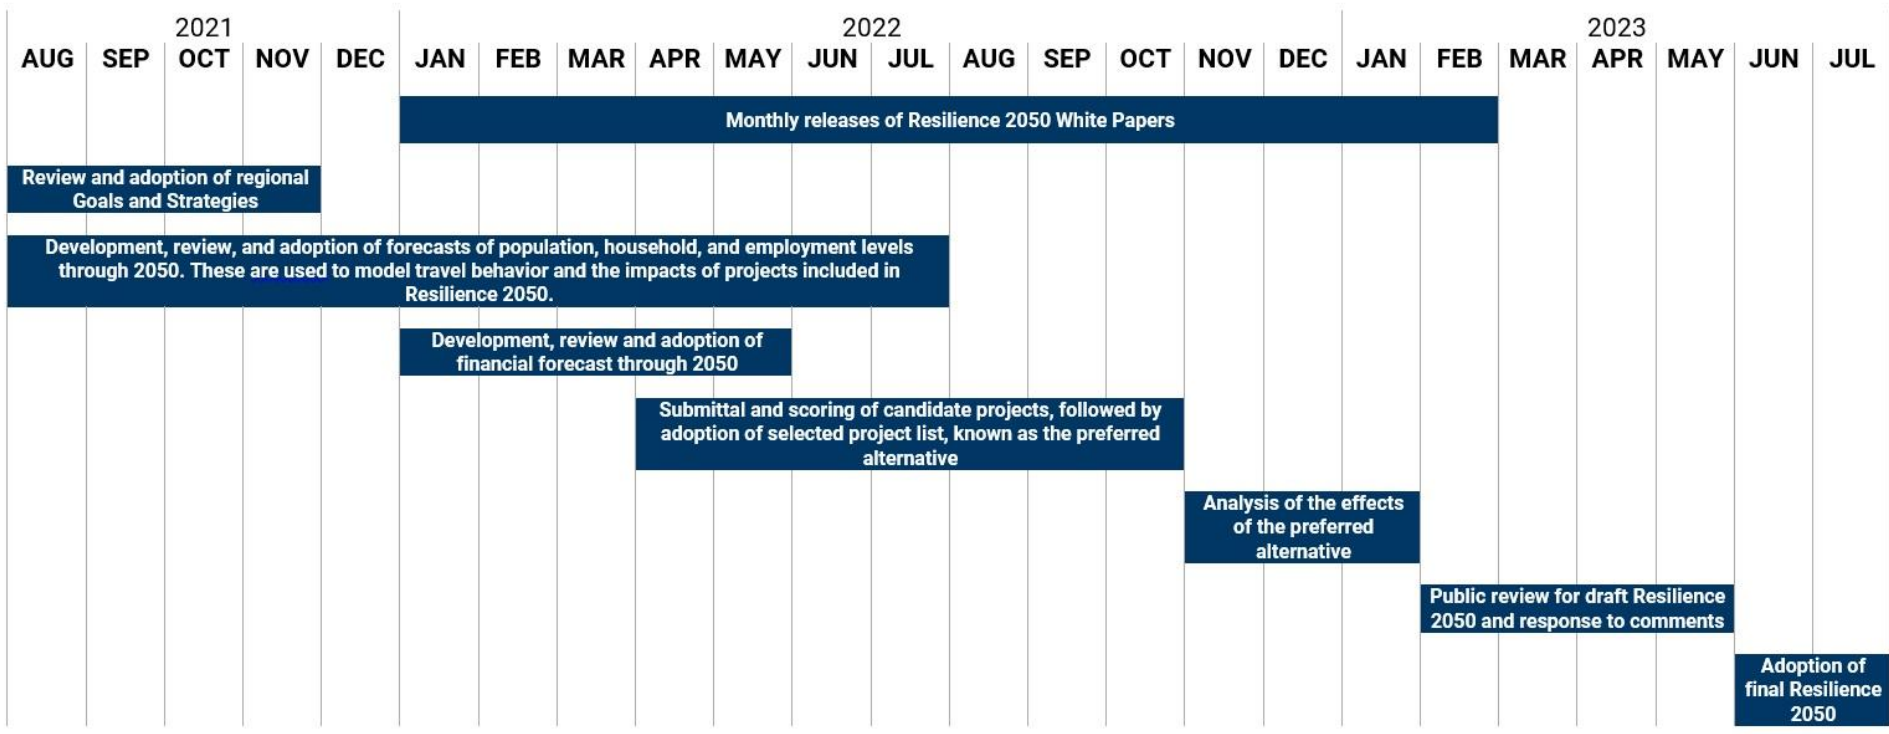 2021 2022 2023
AUG SEP OCT NOV DEC JAN FEB MAR APR MAY JUN JUL AUG SEP OCT NOV DEC JAN FEB MAR APR MAY JUN JUL
Monthly releases of Resilience 2050 White Papers
Review and adoption of regional
Goals and Strategies
Development, review, and adoption of forecasts of population, household, and employment levels
through 2050. These are used to model travel behavior and the impacts of projects included in
Resilience 2050.
Development, review and adoption of
financial forecast through 2050
Submittal and scoring of candidate projects, followed by
adoption of selected project list, known as the preferred
alternative
Analysis of the effects
of the preferred
alternative
Public review for draft Resilience
2050 and response to comments
Adoption of
final Resilience
2050